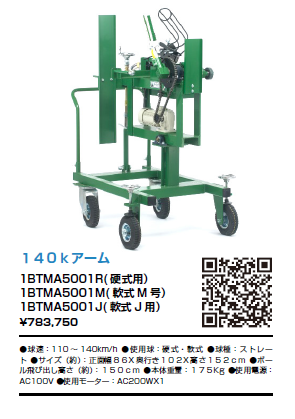 １４０ｋアーム
1BTMA5001R(硬式用)
1BTMA5001M(軟式Ｍ号)
1BTMA5001J(軟式Ｊ用)
¥783,750
●球速：110～140km/h ●使用球：硬式・軟式 ●球種：ストレー
ト ●サイズ（約）：正面幅８６Ｘ奥行き１０２Ｘ高さ１５２ｃｍ ●ボー
ル飛び出し高さ（約）：１５０ｃｍ ●本体重量：１７５Kg ●使用電源：
AC100V ●使用モーター：AC200WX1